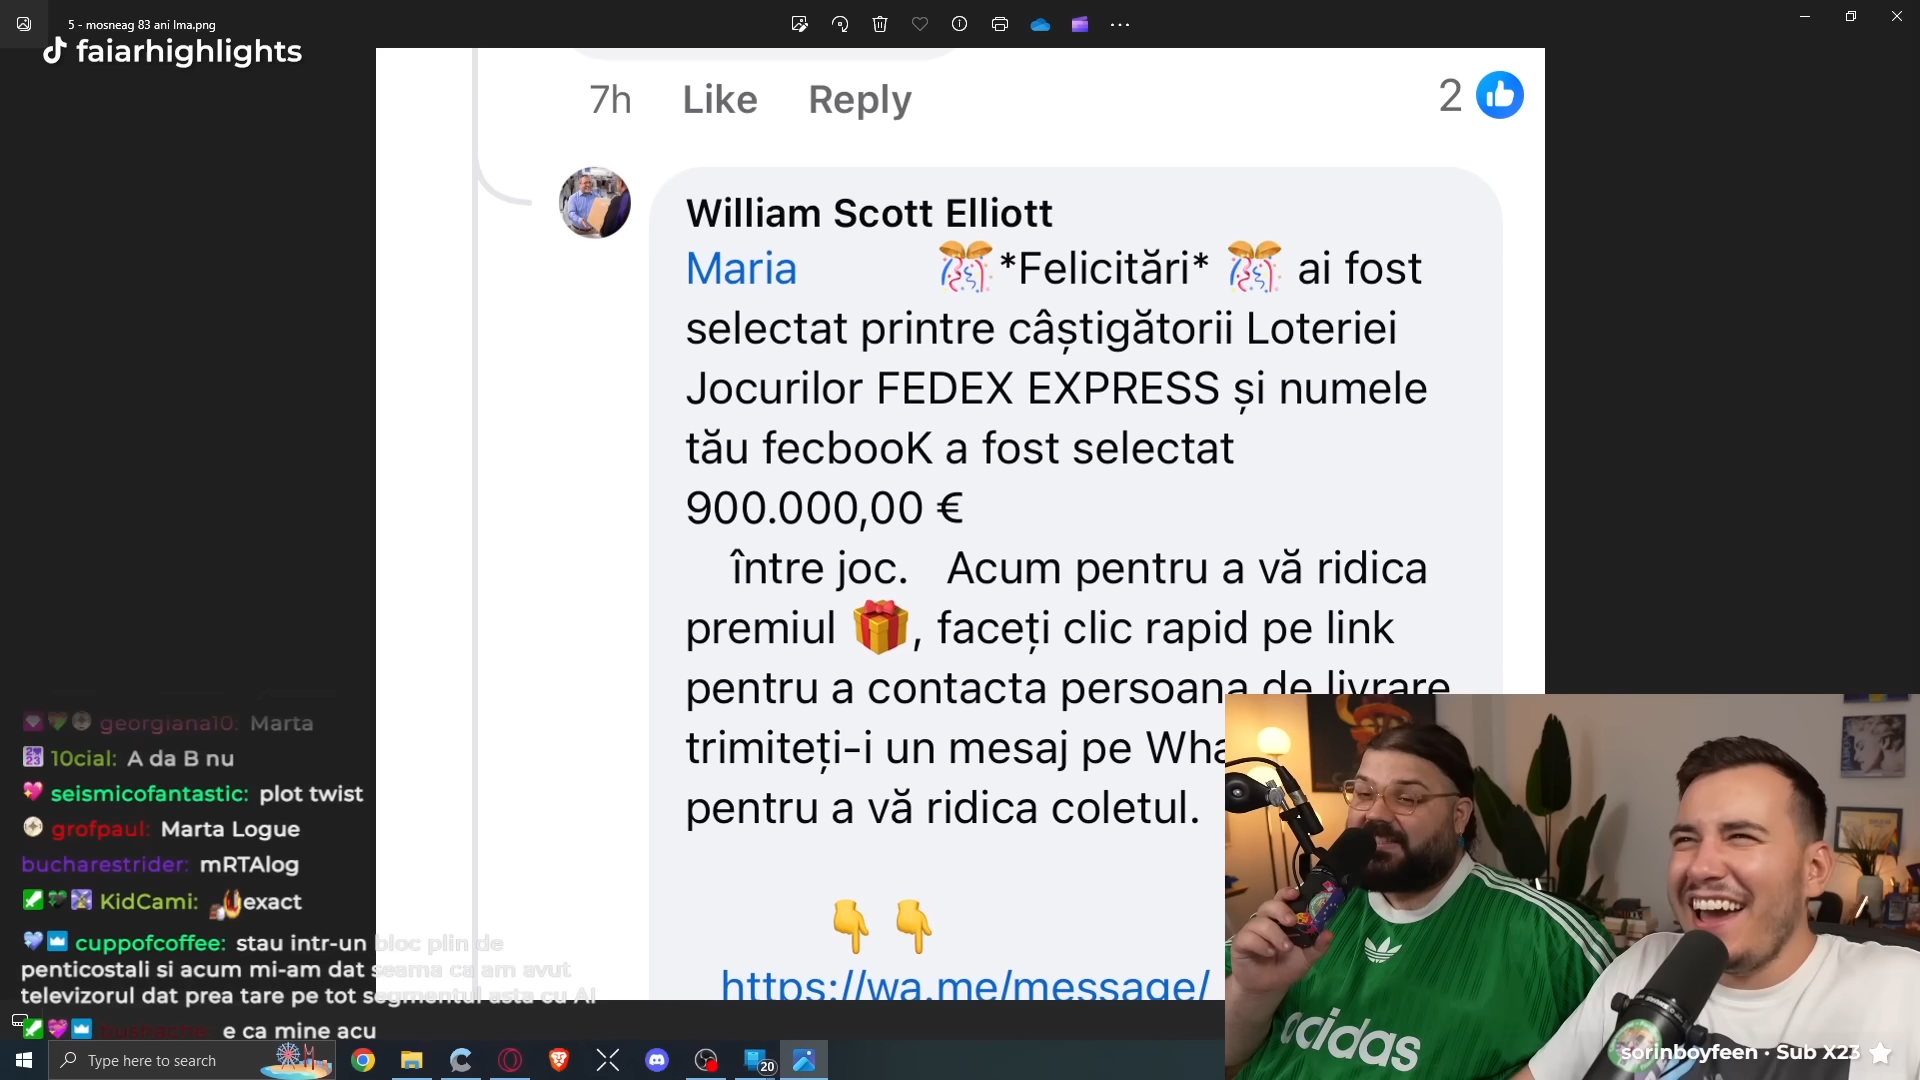 5 - mosneag 83 ani lma.png
faiarhighlights
7h Like Reply 2
William Scott Elliott
Maria *Felicitări* ai fost
selectat printre câștigătorii Loteriei
Jocurilor FEDEX EXPRESS și numele
tău fecbooK a fost selectat
900.000,00 €
între joc. Acum pentru a vă ridica
premiul 🎁, faceți clic rapid pe link
pentru a contacta persoana de livrare
trimiteți-i un mesaj pe Wha
pentru a vă ridica coletul.
👇 👇
https://wa.me/message/
georgiana10: Marta
10cial: A da B nu
seismicofantastic: plot twist
grofpaul: Marta Logue
bucharestrider: mRTAlog
KidCami: exact
cuppofcoffee: stau intr-un bloc plin de
penticostali si acum mi-am dat seama ca am avut
televizorul dat prea tare pe tot segmentul asta cu AI
e ca mine acu
Type here to search
20
adidas
sorinboyfeen · Sub X23